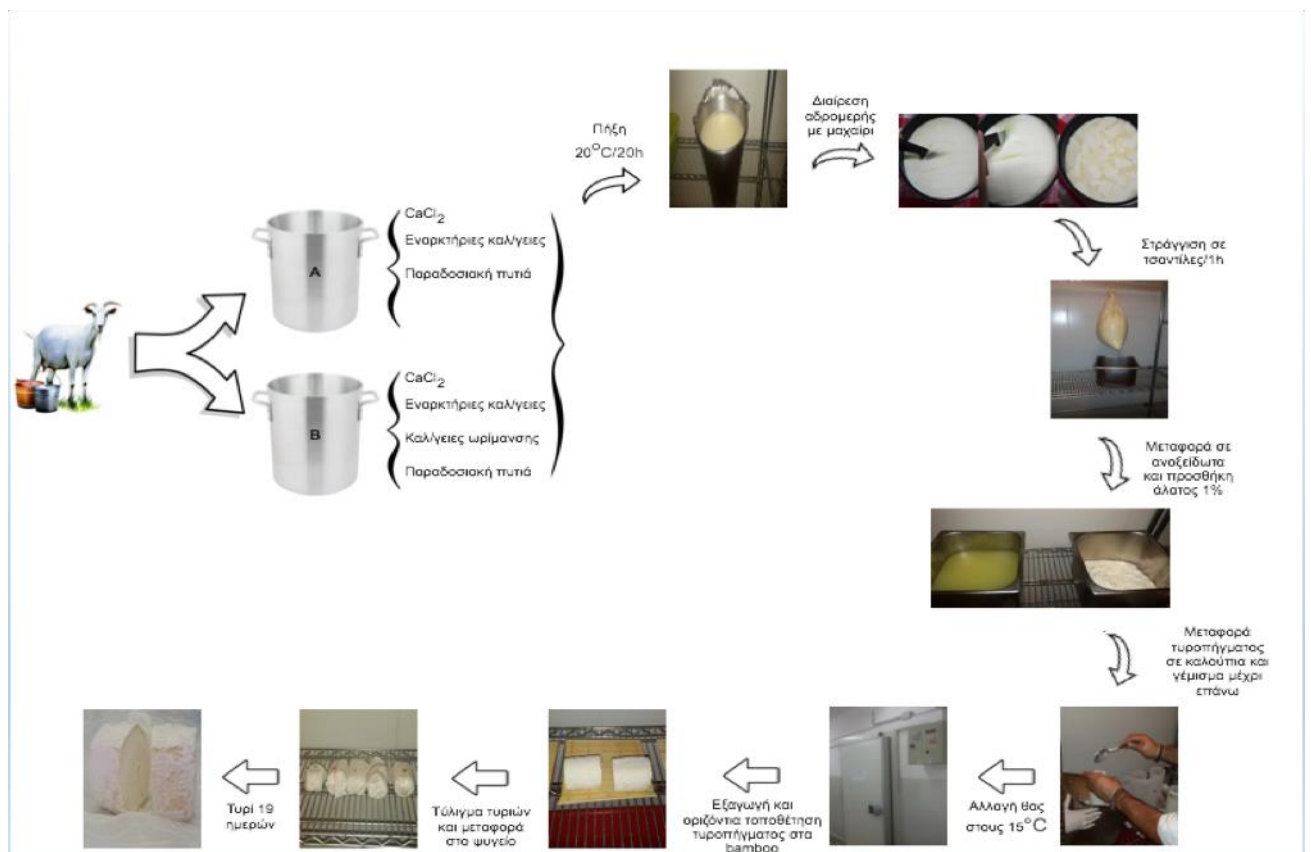 A
CaCl2
Εναρκτήριες καλ/γειες
Παραδοσιακή πυτιά
B
CaCl2
Εναρκτήριες καλ/γειες
Καλ/γειες ωρίμανσης
Παραδοσιακή πυτιά
Πήξη
20°C/20h
Διαίρεση
αδρομερής
με μαχαίρι
Στράγγιση σε
τσαντίλες/1h
Μεταφορά σε
ανοξείδωτα
και προσθήκη
άλατος 1%
Μεταφορά
τυροπήγματος
σε καλούπια και
γέμισμα μέχρι
επάνω
Αλλαγή θας
στους 15°C
Εξαγωγή και
οριζόντια τοποθέτηση
τυροπήγματος στα
bamboo
Τύλιγμα τυριών
και μεταφορά
στο ψυγείο
Τυρί 19
ημερών